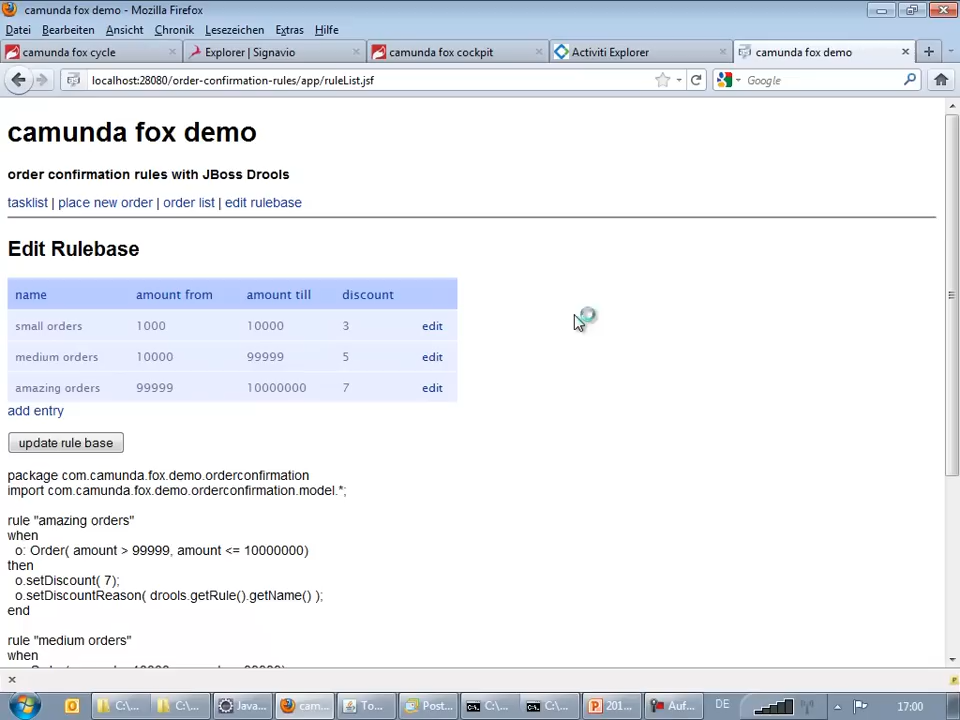 camunda fox demo - Mozilla Firefox
Datei Bearbeiten Ansicht Chronik Lesezeichen Extras Hilfe
camunda fox cycle Explorer | Signavio camunda fox cockpit Activiti Explorer camunda fox demo
localhost:28080/order-confirmation-rules/app/ruleList.jsf Google
camunda fox demo
order confirmation rules with JBoss Drools
tasklist | place new order | order list | edit rulebase
Edit Rulebase
name amount from amount till discount
small orders 1000 10000 3 edit
medium orders 10000 99999 5 edit
amazing orders 99999 10000000 7 edit
add entry
update rule base
package com.camunda.fox.demo.orderconfirmation
import com.camunda.fox.demo.orderconfirmation.model.*;
rule "amazing orders"
when
o: Order( amount > 99999, amount <= 10000000)
then
o.setDiscount( 7);
o.setDiscountReason( drools.getRule().getName() );
end
rule "medium orders"
when
C:\... C:\... Java... cam... To... Post... C:\... C:\... 201... Auf... DE 17:00